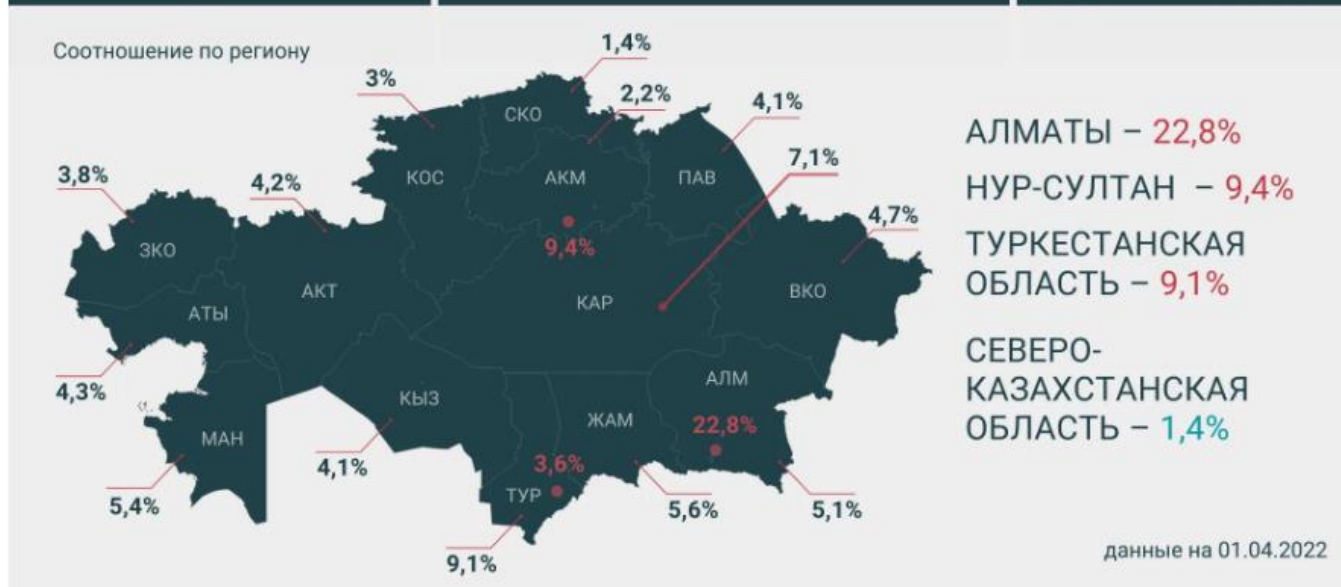 Соотношение по региону
1,4%
3%
2,2%
4,1%
СКО
7,1%
3,8%
4,2%
КОС
АКМ
ПАВ
4,7%
ЗКО
9,4%
АКТ
КАР
ВКО
АТЫ
4,3%
АЛМ
КЫЗ
ЖАМ
22,8%
МАН
4,1%
3,6%
ТУР
5,4%
5,6%
5,1%
9,1%
АЛМАТЫ – 22,8%
НУР-СУЛТАН – 9,4%
ТУРКЕСТАНСКАЯ
ОБЛАСТЬ – 9,1%
СЕВЕРО-
КАЗАХСТАНСКАЯ
ОБЛАСТЬ – 1,4%
данные на 01.04.2022